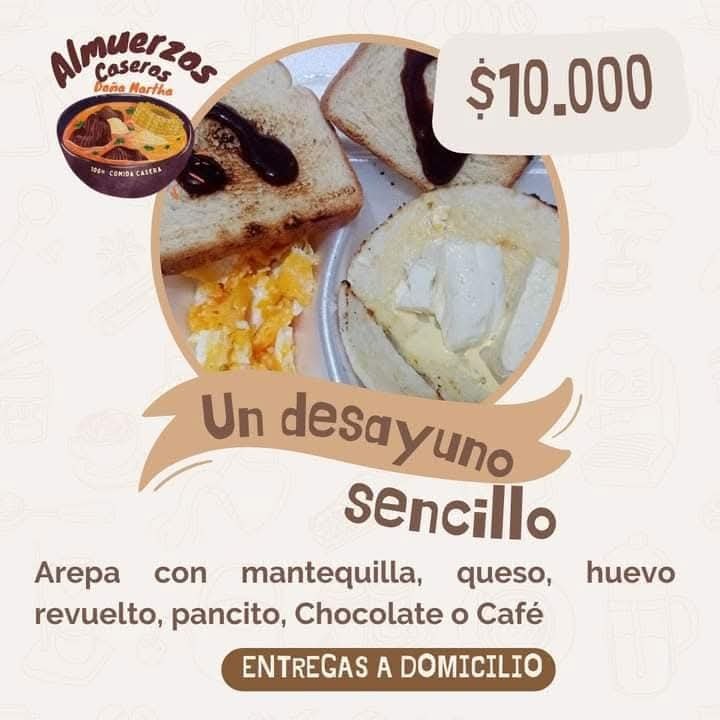 Almuerzos
Caseros
Doña Martha
100% COMIDA CASERA
$10.000
Un desayuno
sencillo
Arepa con mantequilla, queso, huevo
revuelto, pancito, Chocolate o Café
ENTREGAS A DOMICILIO